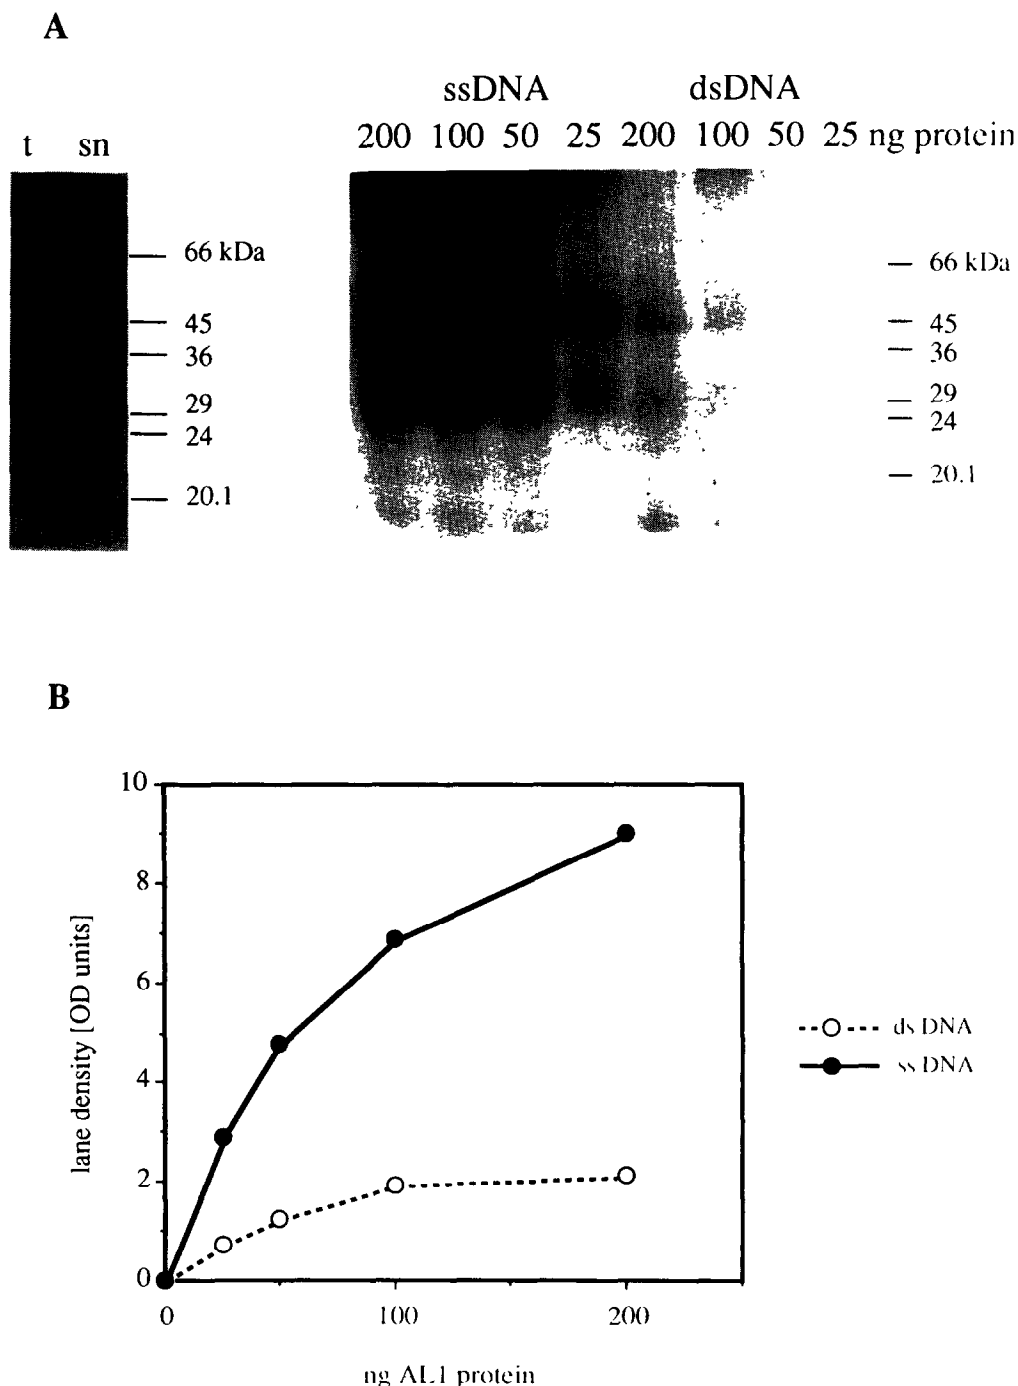 A
ssDNA dsDNA
t sn
200 100 50 25 200 100 50 25 ng protein
66 kDa
45
36
29
24
20.1
66 kDa
45
36
29
24
20.1
B
10
8
6
4
2
0
lane density [OD units]
0 100 200
ng AL1 protein
ds DNA
ss DNA